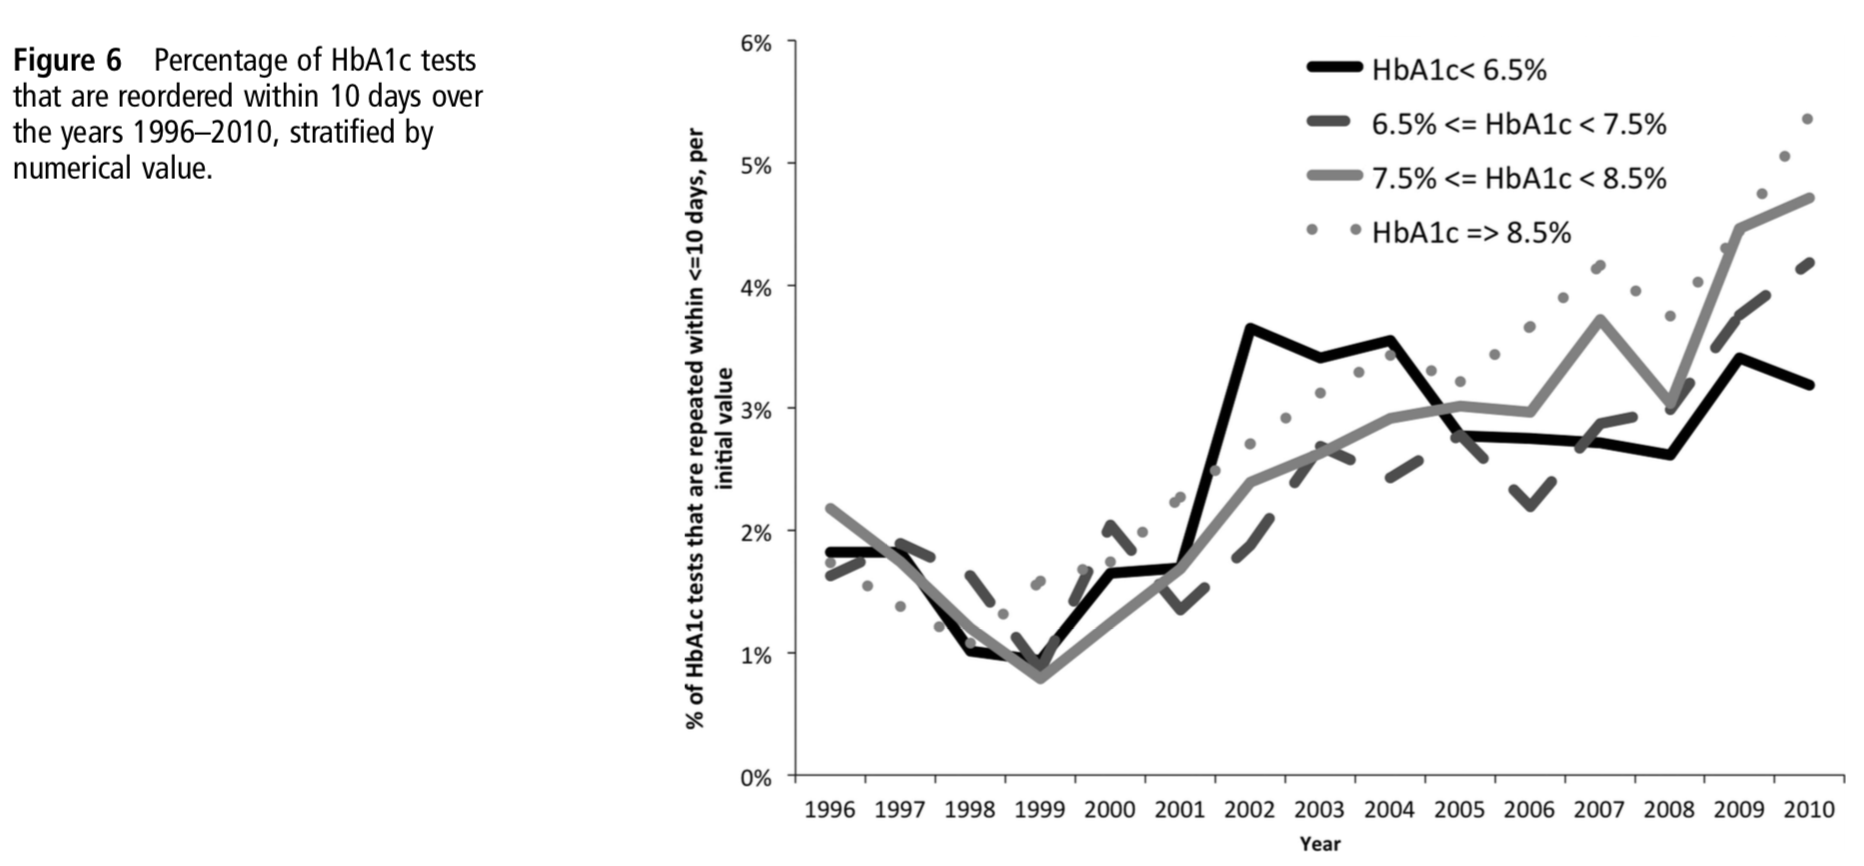 Figure 6 Percentage of HbA1c tests
that are reordered within 10 days over
the years 1996–2010, stratified by
numerical value.
% of HbA1c tests that are repeated within <=10 days, per
initial value
6%
5%
4%
3%
2%
1%
0%
HbA1c< 6.5%
6.5% <= HbA1c < 7.5%
7.5% <= HbA1c < 8.5%
HbA1c => 8.5%
1996 1997 1998 1999 2000 2001 2002 2003 2004 2005 2006 2007 2008 2009 2010
Year